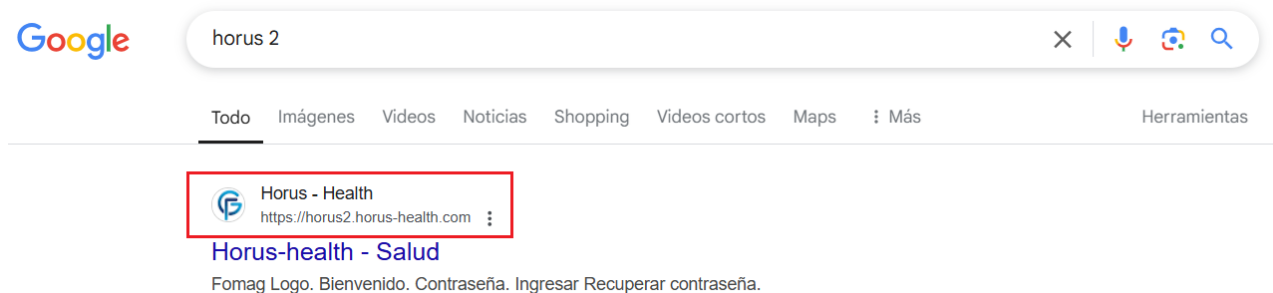 Google
horus 2
Todo Imágenes Videos Noticias Shopping Videos cortos Maps Más Herramientas
Horus - Health
https://horus2.horus-health.com
Horus-health - Salud
Fomag Logo. Bienvenido. Contraseña. Ingresar Recuperar contraseña.